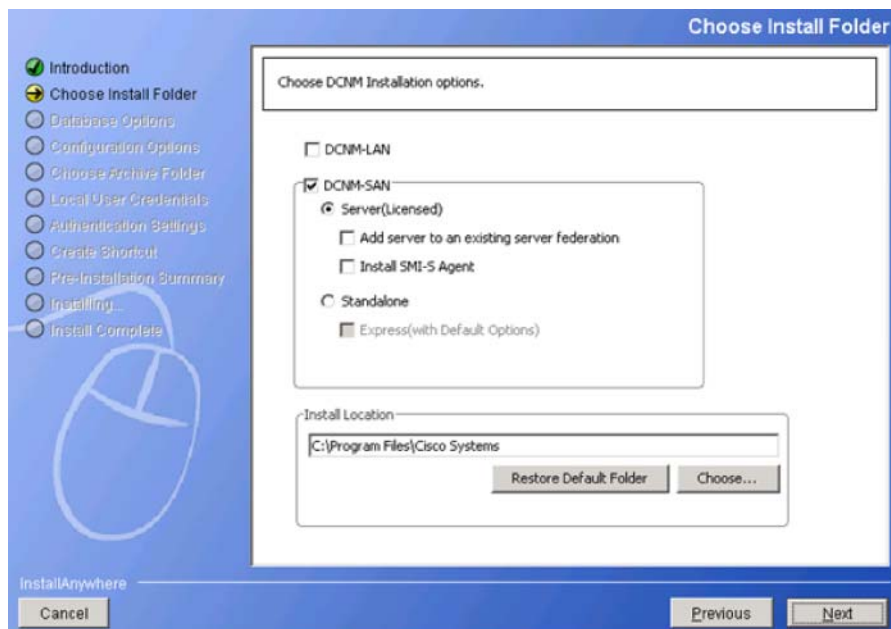 Choose Install Folder
Introduction
Choose Install Folder
Database Options
Configuration Options
Choose Archive Folder
Local User Credentials
Authentication Settings
Create Shortcut
Pre-Installation Summary
Installing...
Install Complete
Choose DCNM Installation options.
DCNM-LAN
DCNM-SAN
Server(Licensed)
Add server to an existing server federation
Install SMI-S Agent
Standalone
Express(with Default Options)
Install Location
C:\Program Files\Cisco Systems
Restore Default Folder
Choose...
InstallAnywhere
Cancel
Previous
Next